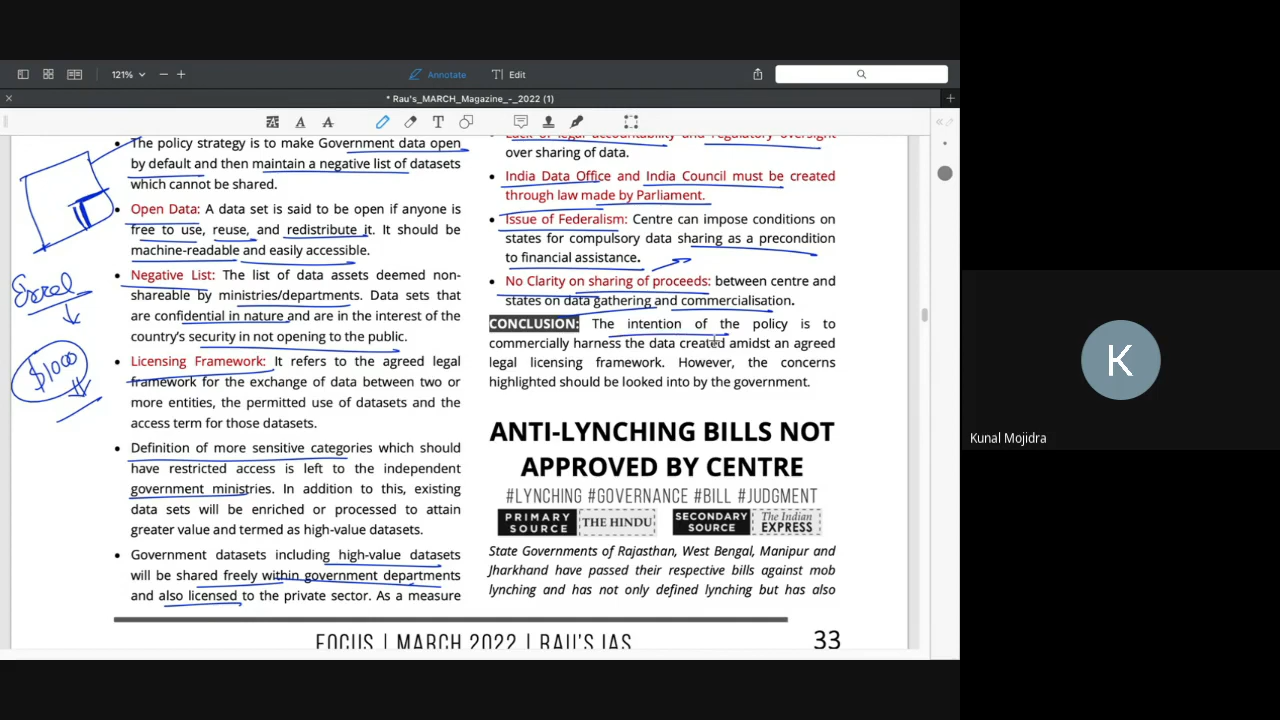 121%
Annotate
Edit
* Rau's_MARCH_Magazine_-_2022 (1)
The policy strategy is to make Government data open
by default and then maintain a negative list of datasets
which cannot be shared.
Open Data: A data set is said to be open if anyone is
free to use, reuse, and redistribute it. It should be
machine-readable and easily accessible.
Negative List: The list of data assets deemed non-
shareable by ministries/departments. Data sets that
are confidential in nature and are in the interest of the
country's security in not opening to the public.
Licensing Framework: It refers to the agreed legal
framework for the exchange of data between two or
more entities, the permitted use of datasets and the
access term for those datasets.
Definition of more sensitive categories which should
have restricted access is left to the independent
government ministries. In addition to this, existing
data sets will be enriched or processed to attain
greater value and termed as high-value datasets.
Government datasets including high-value datasets
will be shared freely within government departments
and also licensed to the private sector. As a measure
Excel
$1000
Lack of legal accountability and regulatory oversight
over sharing of data.
India Data Office and India Council must be created
through law made by Parliament.
Issue of Federalism: Centre can impose conditions on
states for compulsory data sharing as a precondition
to financial assistance.
No Clarity on sharing of proceeds: between centre and
states on data gathering and commercialisation.
CONCLUSION: The intention of the policy is to
commercially harness the data created amidst an agreed
legal licensing framework. However, the concerns
highlighted should be looked into by the government.
ANTI-LYNCHING BILLS NOT
APPROVED BY CENTRE
#LYNCHING #GOVERNANCE #BILL #JUDGMENT
PRIMARY SOURCE THE HINDU SECONDARY SOURCE The Indian EXPRESS
State Governments of Rajasthan, West Bengal, Manipur and
Jharkhand have passed their respective bills against mob
lynching and has not only defined lynching but has also
FOCUS | MARCH 2022 | RAU'S IAS
33
K
Kunal Mojidra